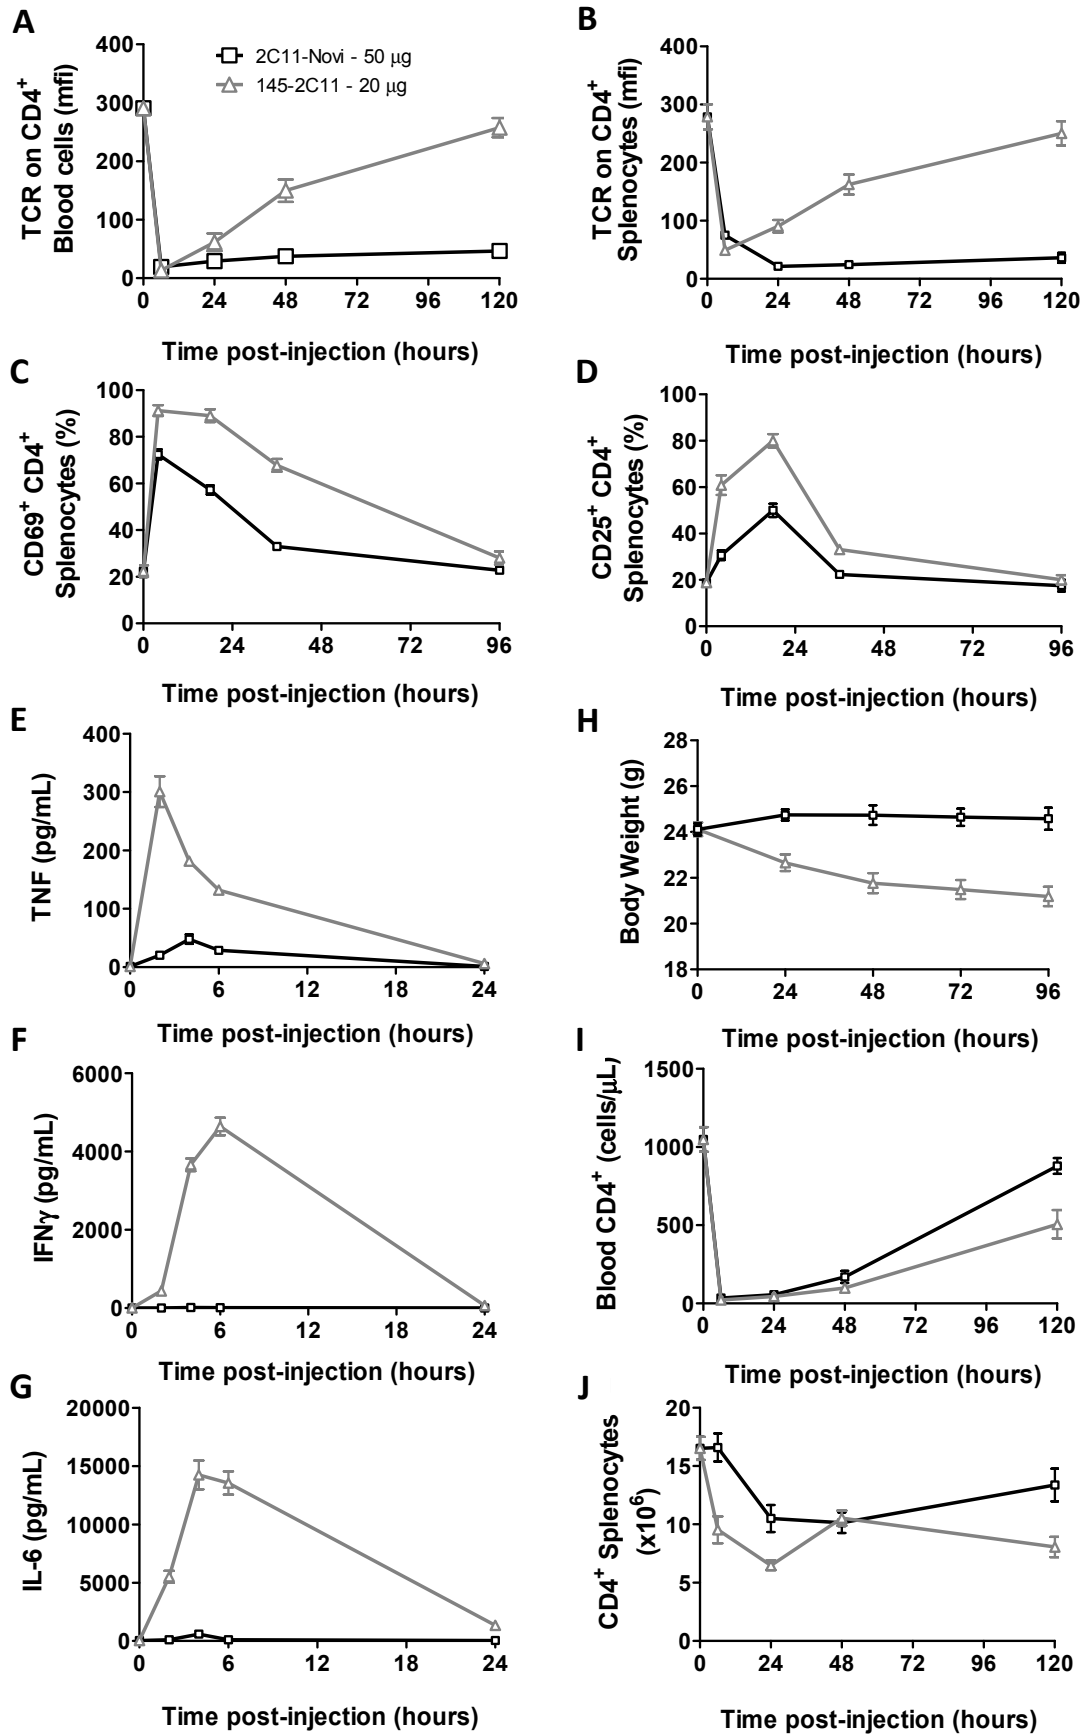 A
TCR on CD4⁺
Blood cells (mfi)
400
300
200
100
0
0 24 48 72 96 120
Time post-injection (hours)
2C11-Novi - 50 μg
145-2C11 - 20 μg
B
TCR on CD4⁺
Splenocytes (mfi)
400
300
200
100
0
0 24 48 72 96 120
Time post-injection (hours)
C
CD69⁺ CD4⁺
Splenocytes (%)
100
80
60
40
20
0
0 24 48 72 96
Time post-injection (hours)
D
CD25⁺ CD4⁺
Splenocytes (%)
100
80
60
40
20
0
0 24 48 72 96
Time post-injection (hours)
E
TNF (pg/mL)
400
300
200
100
0
0 6 12 18 24
Time post-injection (hours)
H
Body Weight (g)
28
26
24
22
20
18
0 24 48 72 96
Time post-injection (hours)
F
IFNγ (pg/mL)
6000
4000
2000
0
0 6 12 18 24
Time post-injection (hours)
I
Blood CD4⁺ (cells/μL)
1500
1000
500
0
0 24 48 72 96 120
Time post-injection (hours)
G
IL-6 (pg/mL)
20000
15000
10000
5000
0
0 6 12 18 24
Time post-injection (hours)
J
CD4⁺ Splenocytes
(x10⁶)
20
15
10
5
0
0 24 48 72 96 120
Time post-injection (hours)